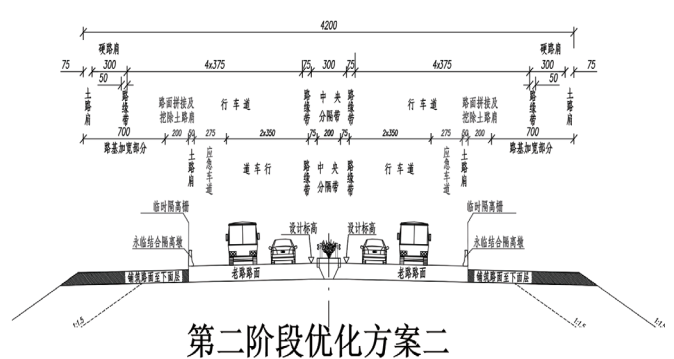 4200
硬路肩 硬路肩
75 300 4x375 75 300 75 4x375 300 75
50 50
土路肩 路缘带 路面拼接及挖除土路肩 行车道 路缘带 中央分隔带 路缘带 行车道 路面拼接及挖除土路肩 路缘带 土路肩
700 200 50 275 2x350 75 200 75 2x350 275 50 200 700
路基加宽部分 土路肩 应急车道 道车行 路缘带 中央分隔带 路缘带 行车道 应急车道 土路肩 路基加宽部分
临时隔离栅 临时隔离栅
设计标高 设计标高
永临结合隔离墩 永临结合隔离墩
铺筑路面至下面层 老路路面 老路路面 铺筑路面至下面层
1:1.5 1:1.5 1:1.5 1:1.5
第二阶段优化方案二